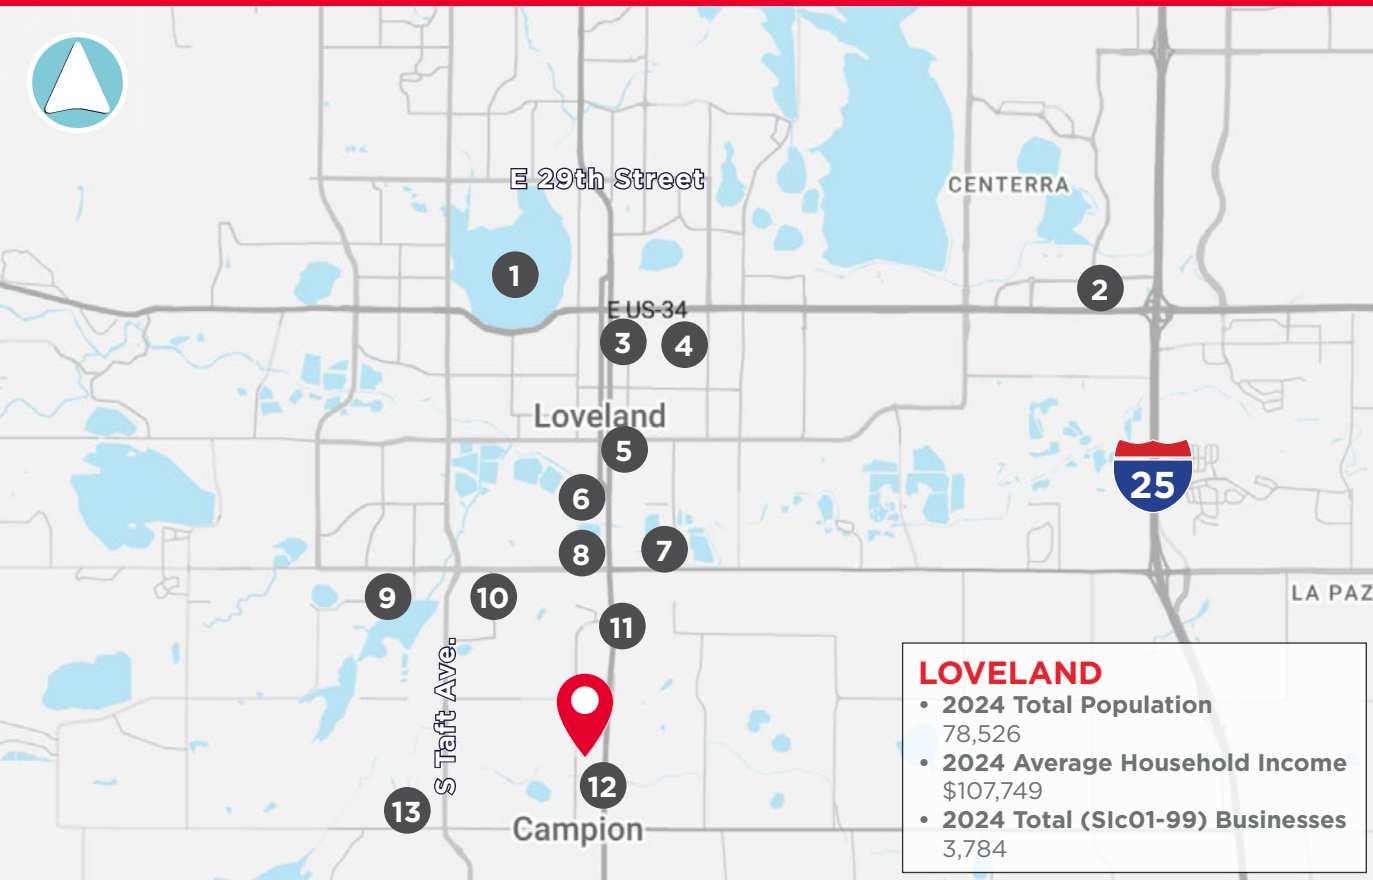 E 29th Street
CENTERRA
1
2
E US-34
3
4
Loveland
5
25
6
7
8
9
10
LA PAZ
11
S Taft Ave.
12
13
Campion
LOVELAND
• 2024 Total Population
78,526
• 2024 Average Household Income
$107,749
• 2024 Total (SIc01-99) Businesses
3,784